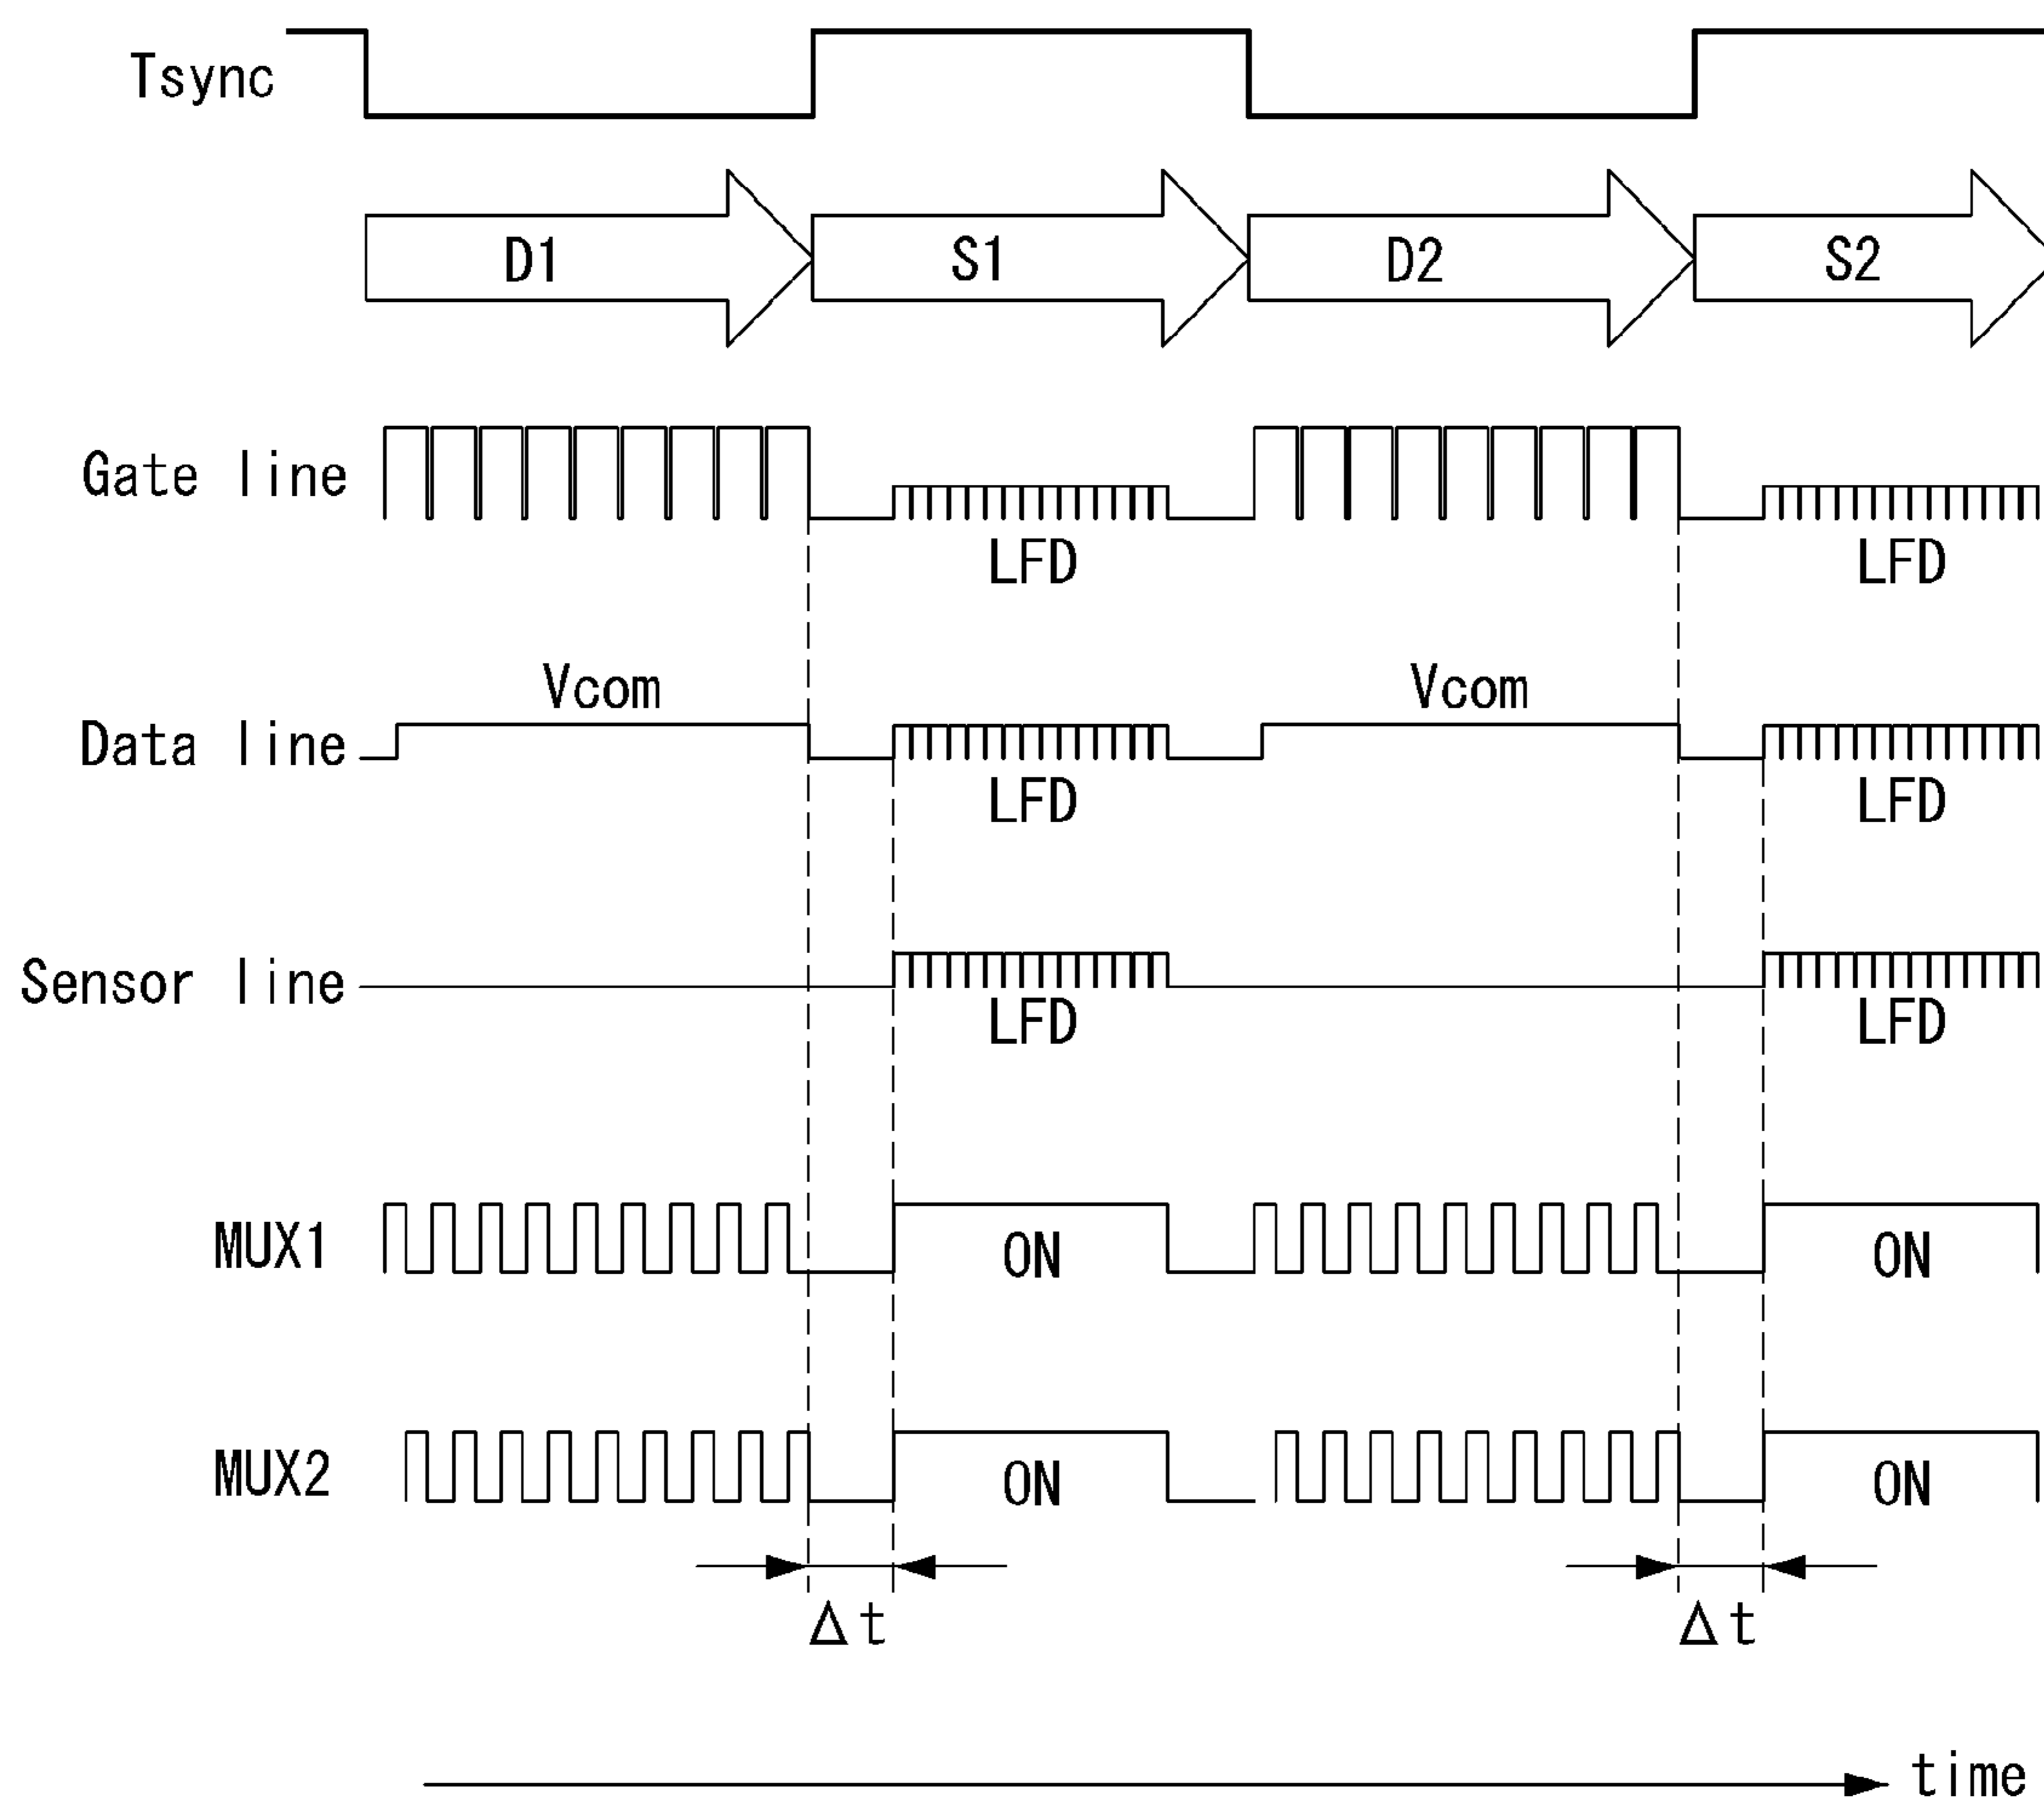 Tsync
D1 S1 D2 S2
Gate line
LFD LFD
Vcom Vcom
Data line
LFD LFD
Sensor line
LFD LFD
MUX1 ON ON
MUX2 ON ON
Δt Δt
time